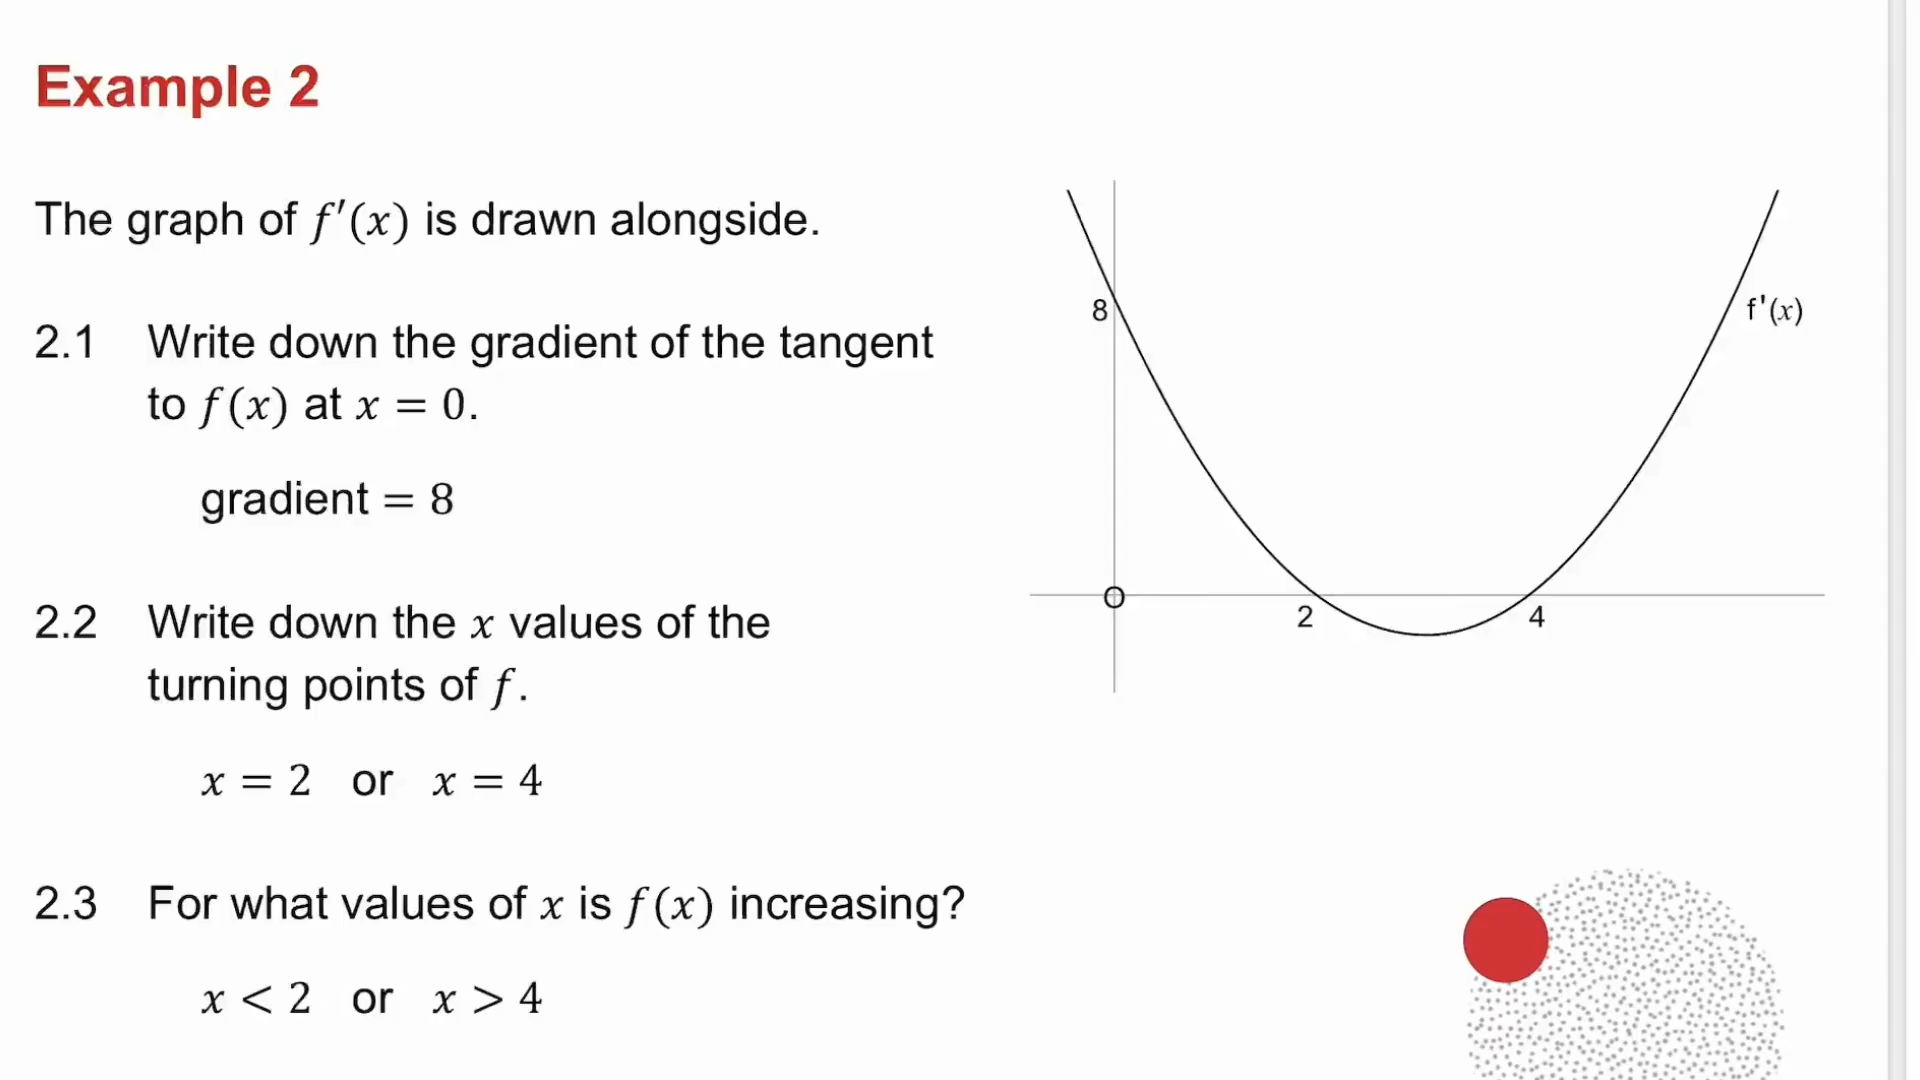 Example 2
The graph of f′(x) is drawn alongside.
2.1 Write down the gradient of the tangent
to f(x) at x = 0.
gradient = 8
2.2 Write down the x values of the
turning points of f.
x = 2 or x = 4
2.3 For what values of x is f(x) increasing?
x < 2 or x > 4
8
f'(x)
O
2
4